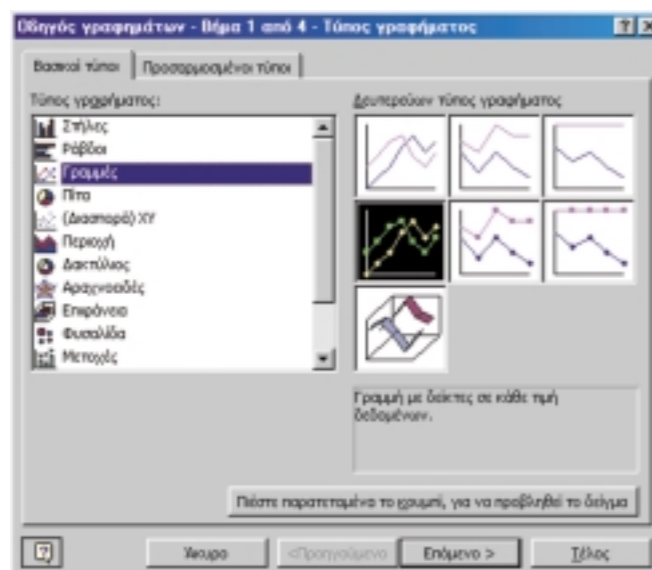 Οδηγός γραφημάτων - Βήμα 1 από 4 - Τύπος γραφήματος
Βασικοί τύποι Προσαρμοσμένοι τύποι
Τύπος γραφήματος:
Στήλες
Ράβδοι
Γραμμές
Πίτα
(Διασπορά) XY
Περιοχή
Δακτύλιος
Αραχνοειδές
Επιφάνεια
Φυσαλίδα
Μετοχές
Δευτερεύων τύπος γραφήματος
Γραμμή με δείκτες σε κάθε τιμή
δεδομένων.
Πιέστε παρατεταμένα το κουμπί, για να προβληθεί το δείγμα
Άκυρο <Προηγούμενο Επόμενο > Τέλος